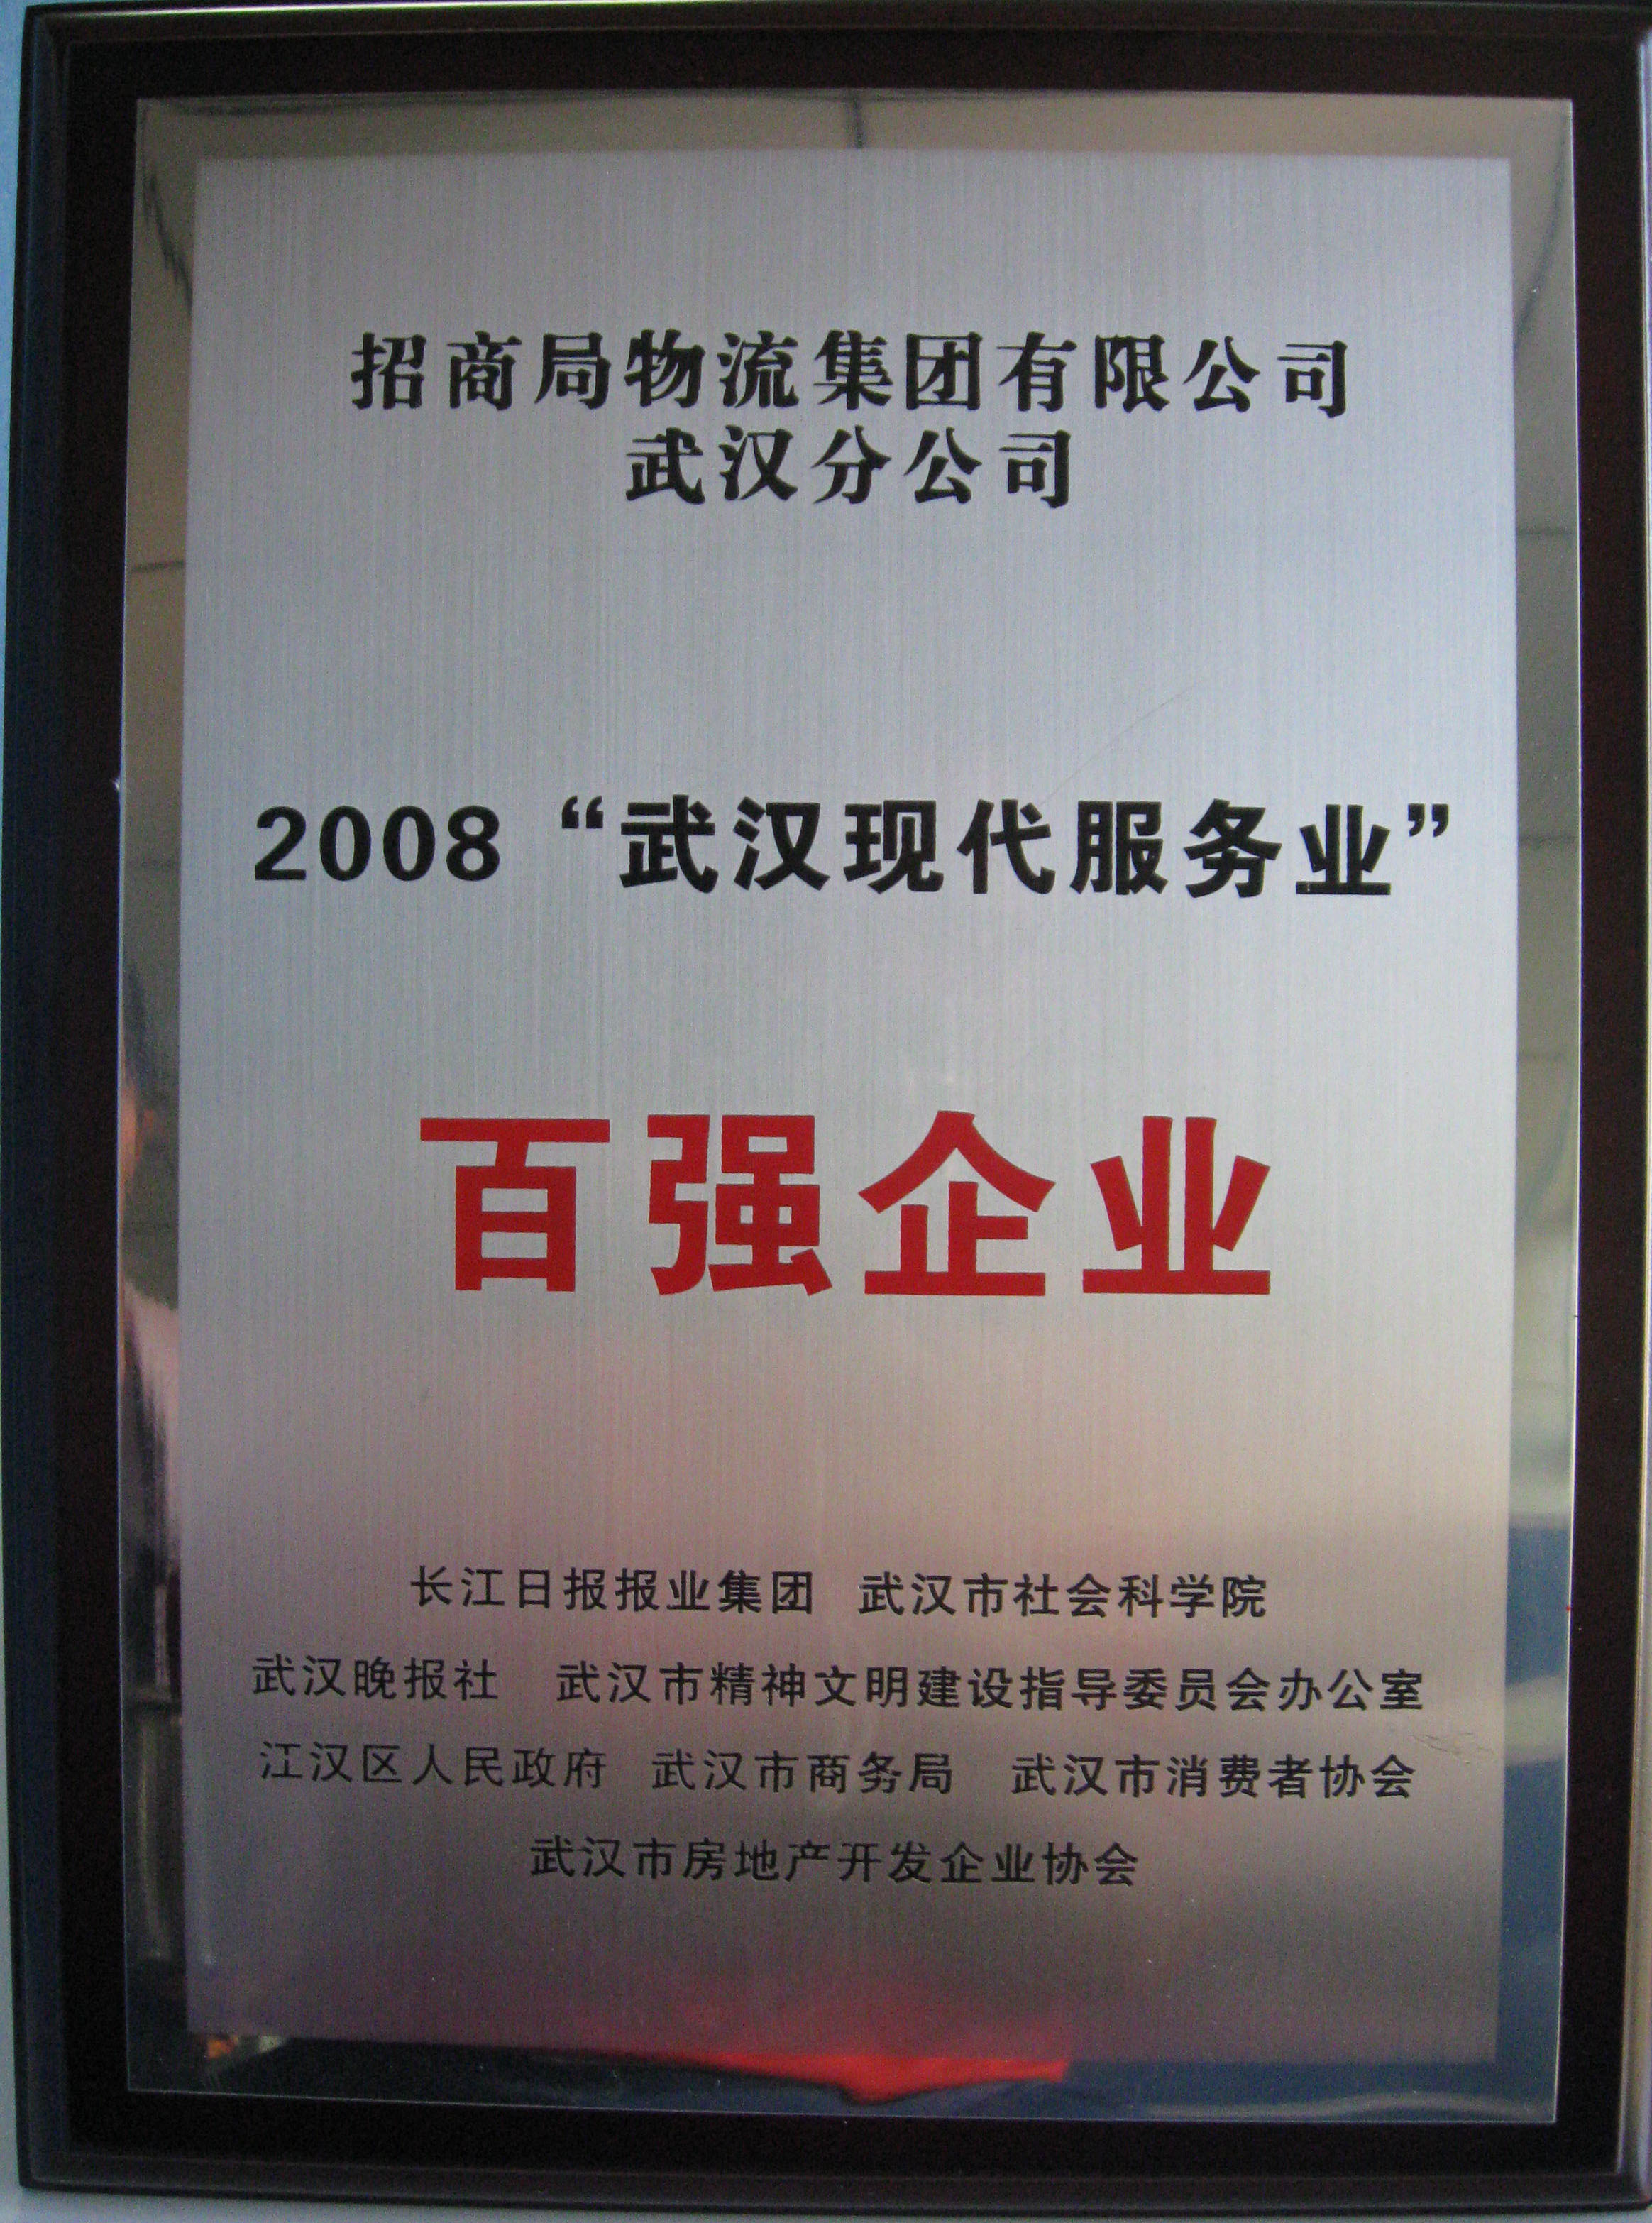 招商局物流集团有限公司
武汉分公司
2008 “武汉现代服务业”
百强企业
长江日报报业集团 武汉市社会科学院
武汉晚报社 武汉市精神文明建设指导委员会办公室
江汉区人民政府 武汉市商务局 武汉市消费者协会
武汉市房地产开发企业协会